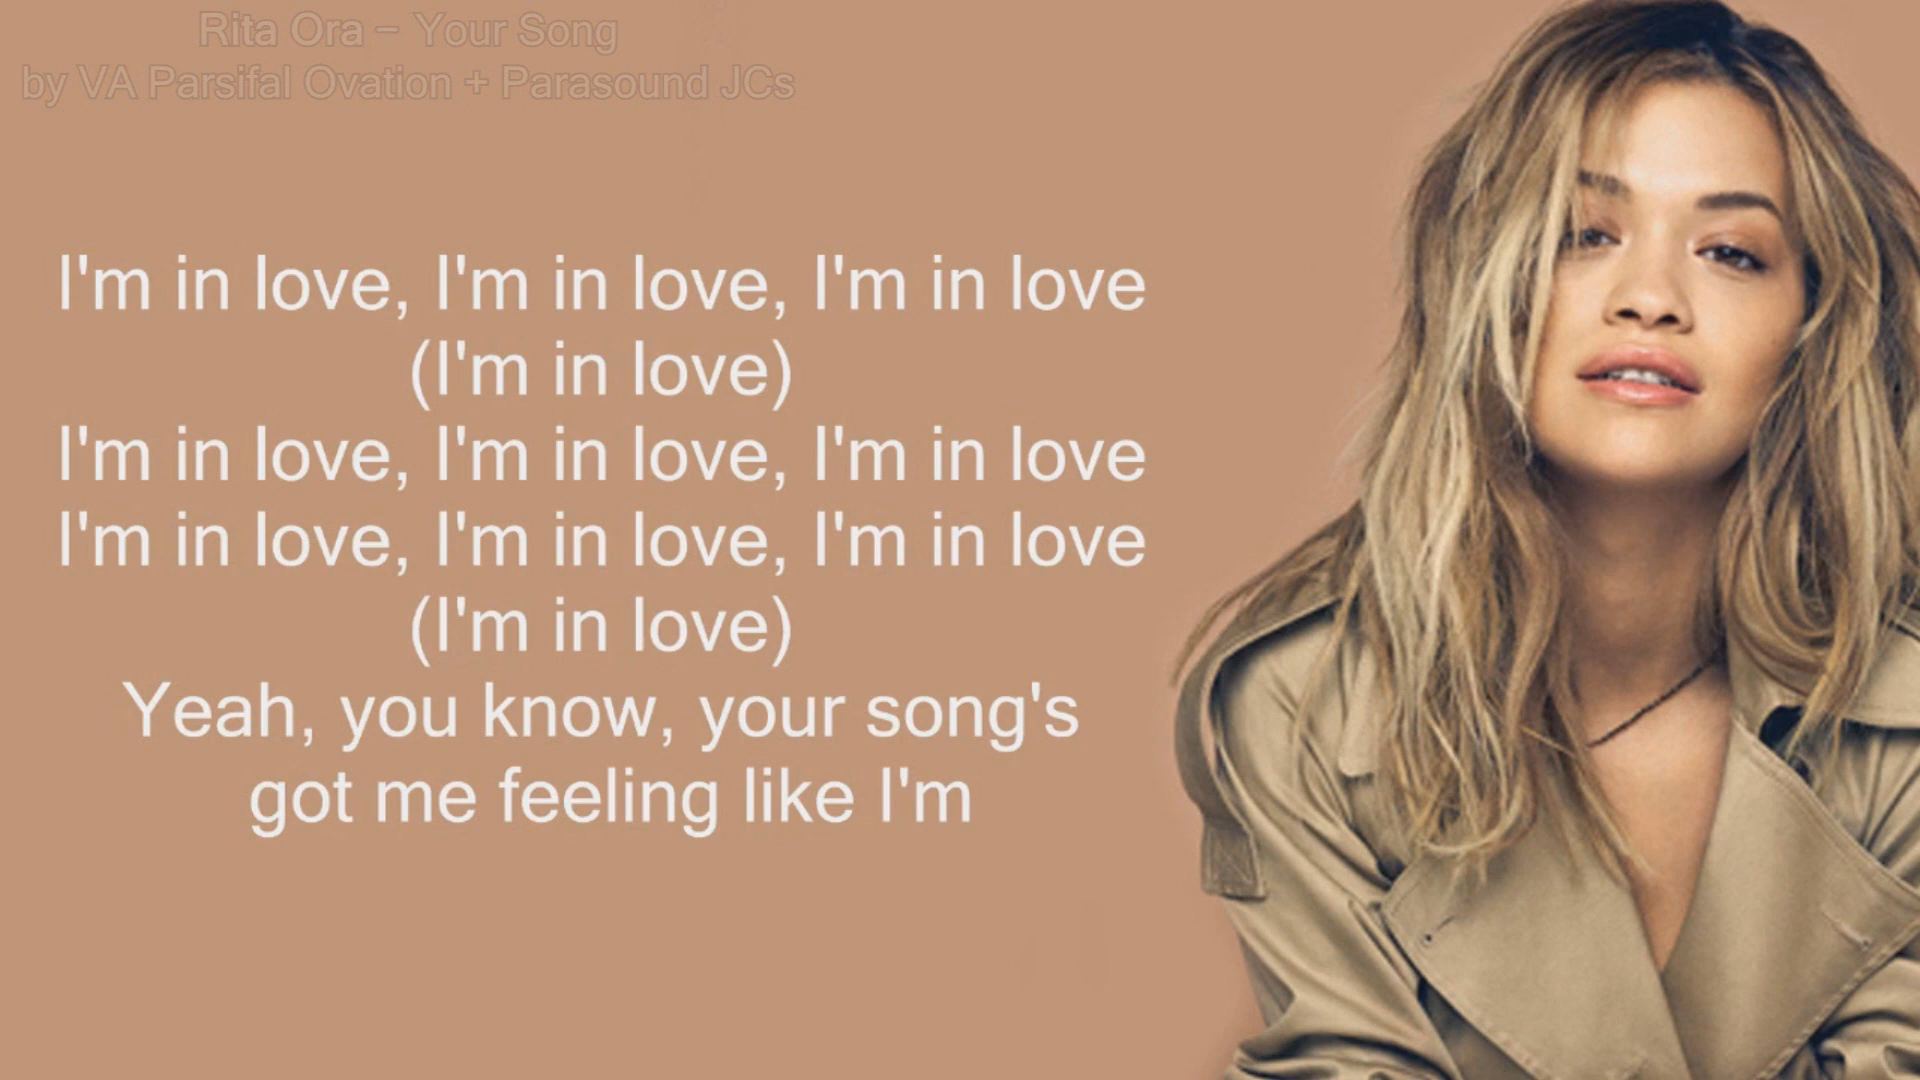 Rita Ora – Your Song
by VA Parsifal Ovation + Parasound JCs
I'm in love, I'm in love, I'm in love
(I'm in love)
I'm in love, I'm in love, I'm in love
I'm in love, I'm in love, I'm in love
(I'm in love)
Yeah, you know, your song's
got me feeling like I'm